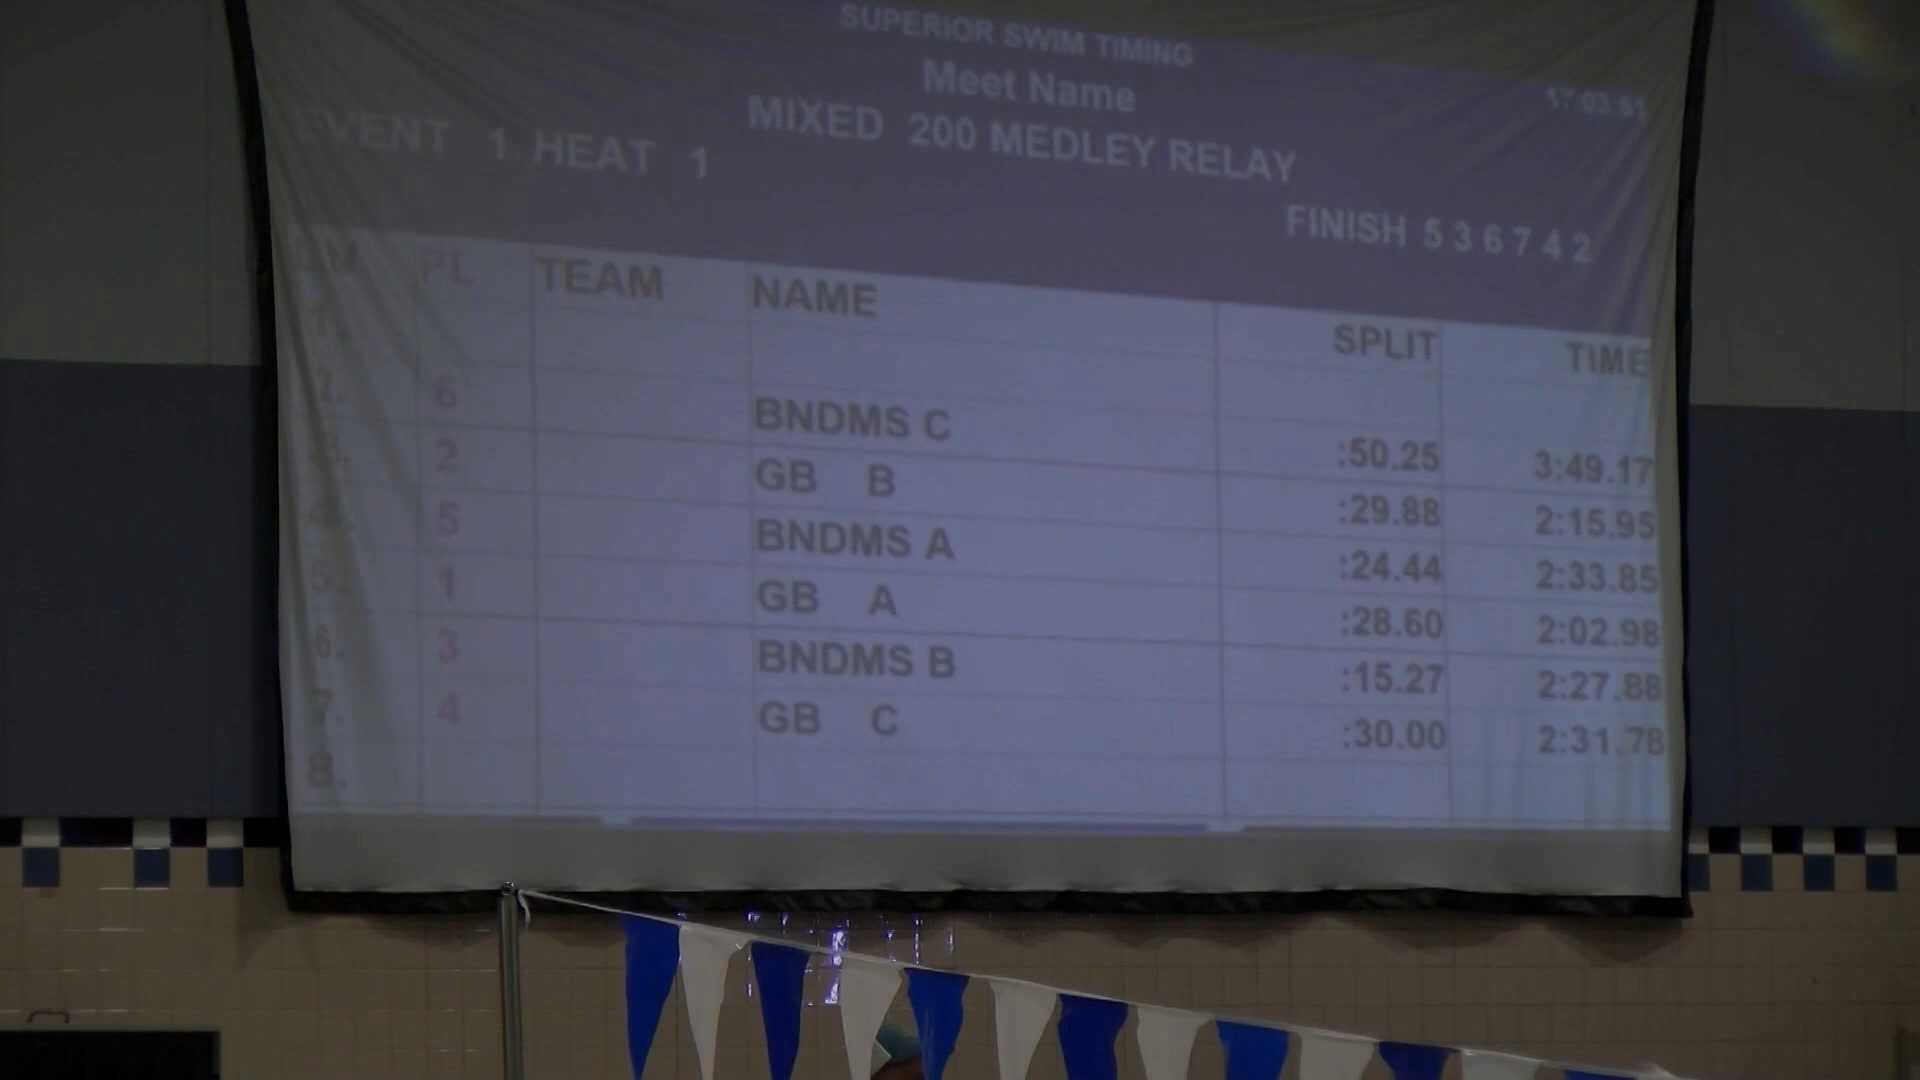 SUPERIOR SWIM TIMING
Meet Name
17:03:51
MIXED 200 MEDLEY RELAY
EVENT 1 HEAT 1
FINISH 5 3 6 7 4 2
LN PL TEAM NAME SPLIT TIME
1.
2. 6 BNDMS C :50.25 3:49.17
3. 2 GB B :29.88 2:15.95
4. 5 BNDMS A :24.44 2:33.85
5. 1 GB A :28.60 2:02.98
6. 3 BNDMS B :15.27 2:27.88
7. 4 GB C :30.00 2:31.78
8.